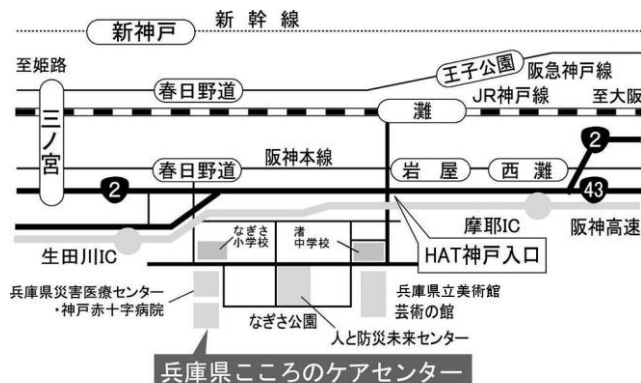 新幹線
新神戸
至姫路
王子公園
阪急神戸線
春日野道
三ノ宮
灘
JR神戸線
至大阪
2
春日野道
阪神本線
岩屋
西灘
2
43
なぎさ
小学校
渚
中学校
摩耶IC
阪神高速
生田川IC
HAT神戸入口
兵庫県災害医療センター
・神戸赤十字病院
なぎさ公園
兵庫県立美術館
芸術の館
人と防災未来センター
兵庫県こころのケアセンター